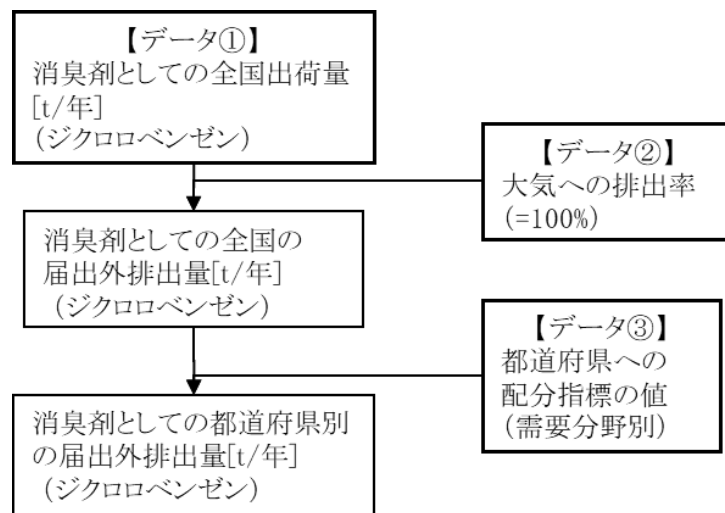 【データ①】
消臭剤としての全国出荷量
[t/年]
(ジクロロベンゼン)
【データ②】
大気への排出率
(=100%)
消臭剤としての全国の
届出外排出量[t/年]
(ジクロロベンゼン)
【データ③】
都道府県への
配分指標の値
(需要分野別)
消臭剤としての都道府県別
の届出外排出量[t/年]
(ジクロロベンゼン)